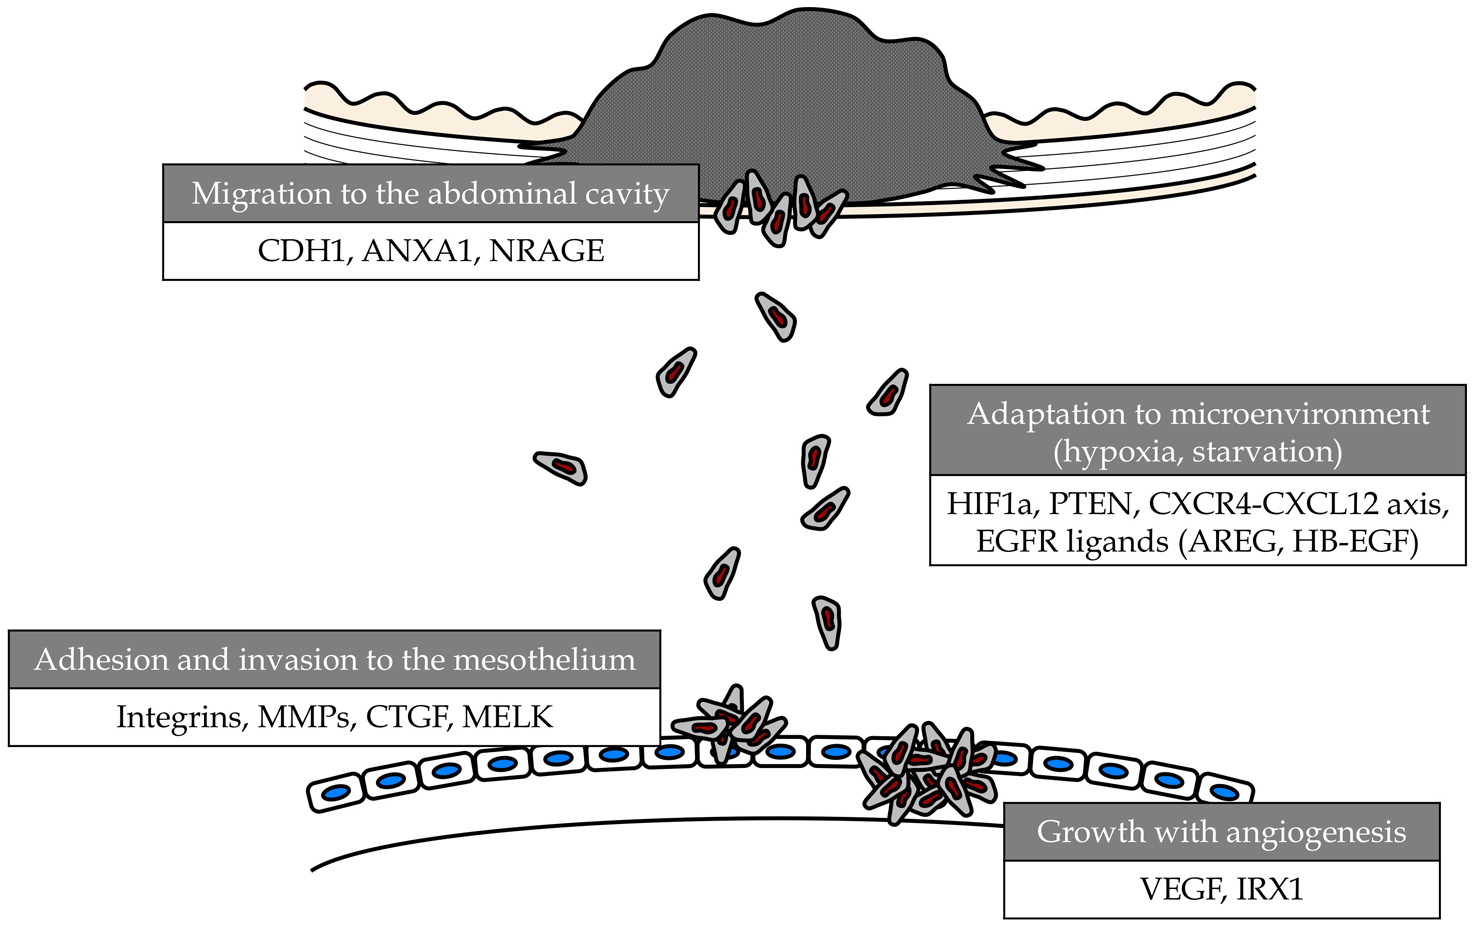 Migration to the abdominal cavity
CDH1, ANXA1, NRAGE
Adaptation to microenvironment
(hypoxia, starvation)
HIF1a, PTEN, CXCR4-CXCL12 axis,
EGFR ligands (AREG, HB-EGF)
Adhesion and invasion to the mesothelium
Integrins, MMPs, CTGF, MELK
Growth with angiogenesis
VEGF, IRX1